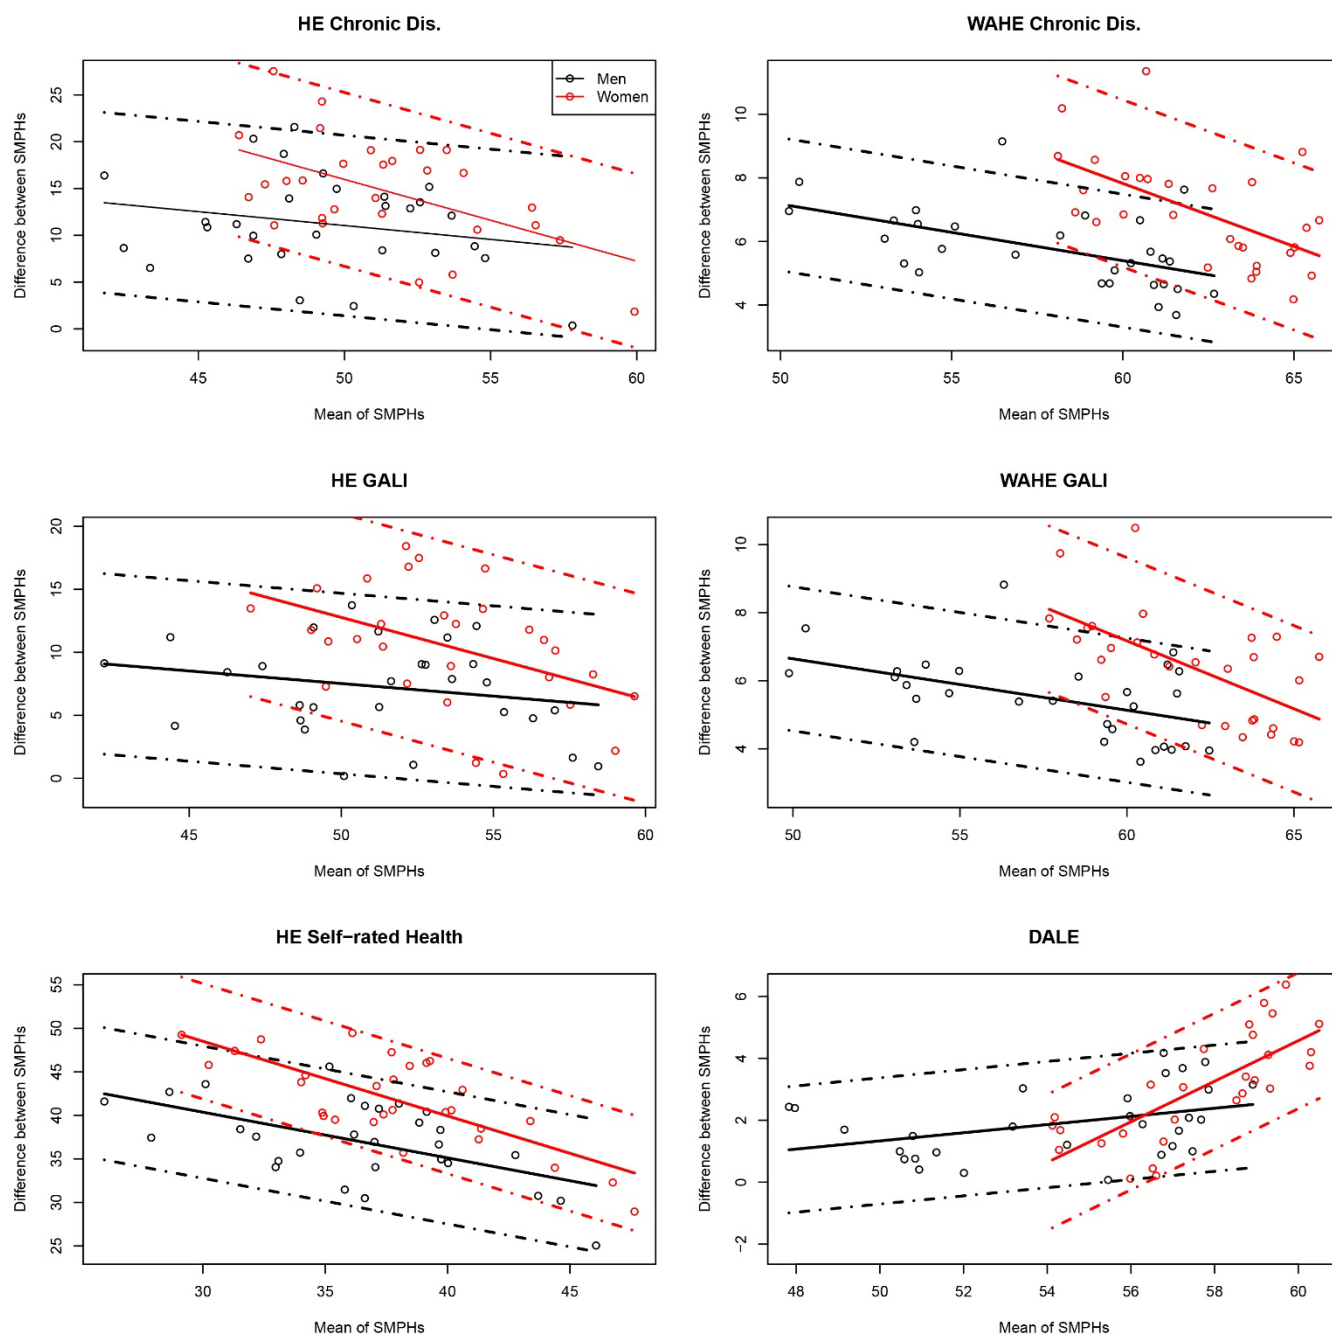 HE Chronic Dis.
Difference between SMPHs
25
20
15
10
5
0
Men
Women
45 50 55 60
Mean of SMPHs
WAHE Chronic Dis.
Difference between SMPHs
10
8
6
4
50 55 60 65
Mean of SMPHs
HE GALI
Difference between SMPHs
20
15
10
5
0
45 50 55 60
Mean of SMPHs
WAHE GALI
Difference between SMPHs
10
8
6
4
50 55 60 65
Mean of SMPHs
HE Self−rated Health
Difference between SMPHs
55
50
45
40
35
30
25
30 35 40 45
Mean of SMPHs
DALE
Difference between SMPHs
6
4
2
0
−2
48 50 52 54 56 58 60
Mean of SMPHs